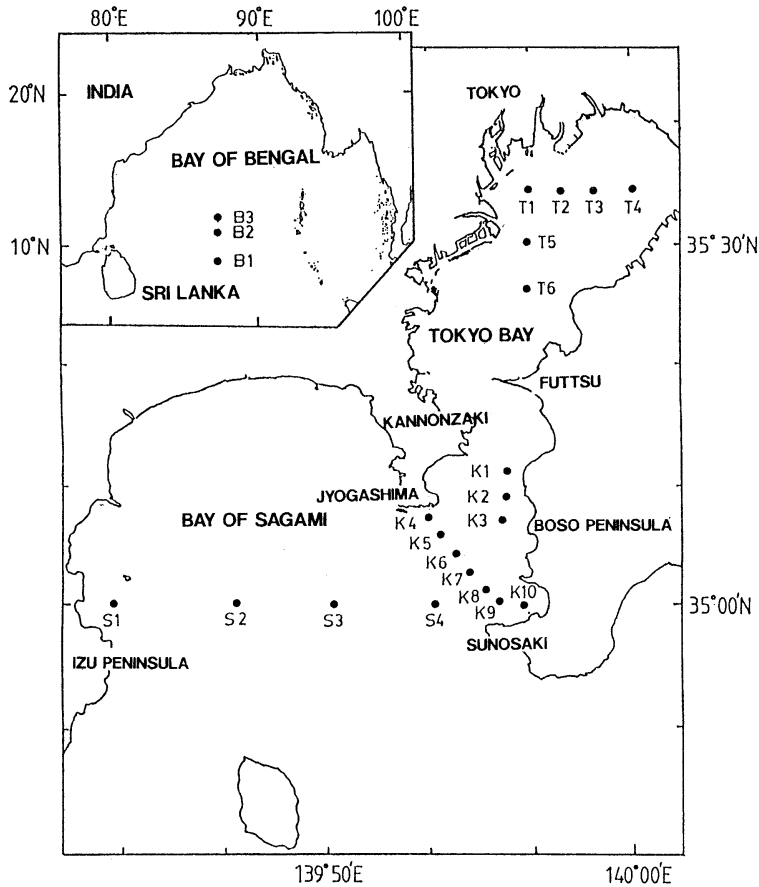 80°E 90°E 100°E
20°N
INDIA
BAY OF BENGAL
B3
B2
B1
10°N
SRI LANKA
TOKYO
T1 T2 T3 T4
T5
35°30'N
T6
TOKYO BAY
FUTTSU
KANNONZAKI
K1
K2
K3
JYOGASHIMA
BAY OF SAGAMI
BOSO PENINSULA
K4
K5
K6
K7
K8
K9
K10
35°00'N
S1 S2 S3 S4
SUNOSAKI
IZU PENINSULA
139°50'E 140°00'E